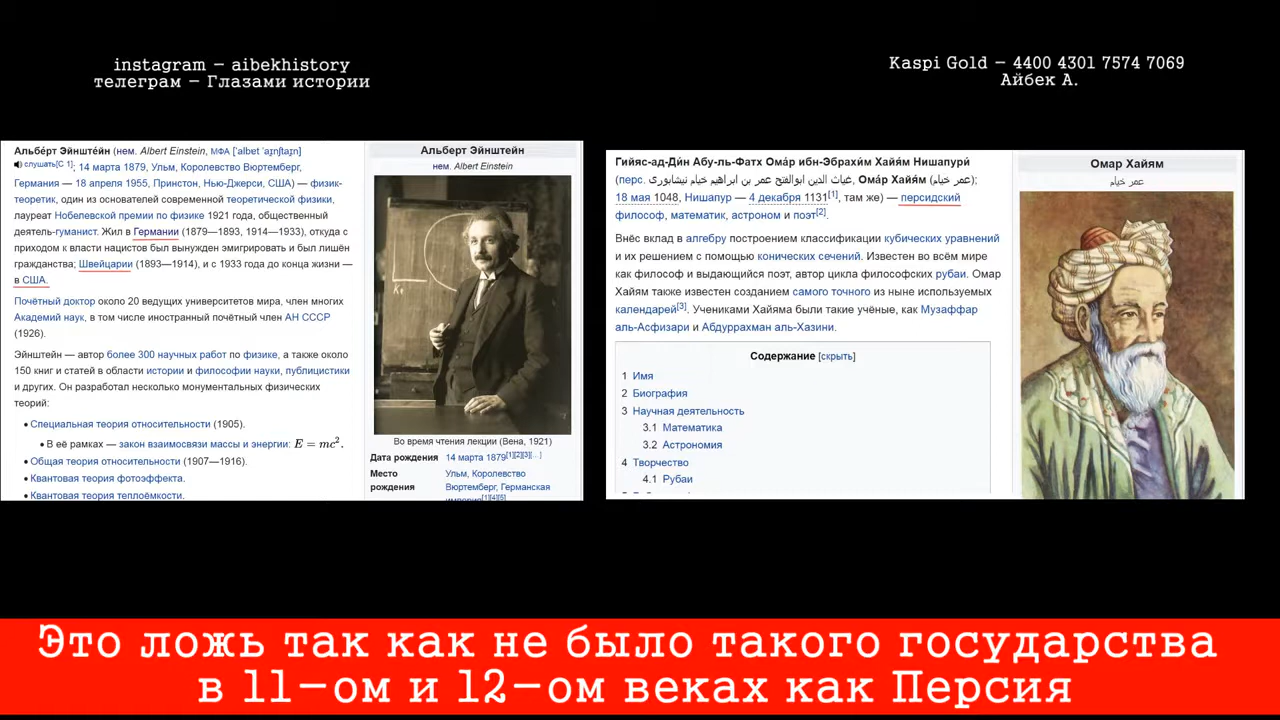 instagram – aibekhistory
телеграм – Глазами истории
Kaspi Gold – 4400 4301 7574 7069
Айбек А.
Альбе́рт Эйнште́йн (нем. Albert Einstein, МФА [ˈalbɐt ˈaɪ̯nʃtaɪ̯n]
слушать[C 1]; 14 марта 1879, Ульм, Королевство Вюртемберг,
Германия — 18 апреля 1955, Принстон, Нью-Джерси, США) — физик-
теоретик, один из основателей современной теоретической физики,
лауреат Нобелевской премии по физике 1921 года, общественный
деятель-гуманист. Жил в Германии (1879—1893, 1914—1933), откуда с
приходом к власти нацистов был вынужден эмигрировать и был лишён
гражданства; Швейцарии (1893—1914), и с 1933 года до конца жизни —
в США.
Почётный доктор около 20 ведущих университетов мира, член многих
Академий наук, в том числе иностранный почётный член АН СССР
(1926).
Эйнштейн — автор более 300 научных работ по физике, а также около
150 книг и статей в области истории и философии науки, публицистики
и других. Он разработал несколько монументальных физических
теорий:
• Специальная теория относительности (1905).
• В её рамках — закон взаимосвязи массы и энергии: E = mc².
• Общая теория относительности (1907—1916).
• Квантовая теория фотоэффекта.
• Квантовая теория теплоёмкости.
Альберт Эйнштейн
нем. Albert Einstein
Во время чтения лекции (Вена, 1921)
Дата рождения 14 марта 1879[1][2][3][…]
Место Ульм, Королевство
рождения Вюртемберг, Германская
империя[1][4][5]
Гийяс-ад-Ди́н Абу-ль-Фатх Ома́р ибн-Эбрахи́м Хайя́м Нишапури́
(перс. غیاث الدین ابوالفتح عمر بن ابراهیم خیام نیشابوری, Ома́р Хайя́м (عمر خیام);
18 мая 1048, Нишапур — 4 декабря 1131[1], там же) — персидский
философ, математик, астроном и поэт[2].
Внёс вклад в алгебру построением классификации кубических уравнений
и их решением с помощью конических сечений. Известен во всём мире
как философ и выдающийся поэт, автор цикла философских рубаи. Омар
Хайям также известен созданием самого точного из ныне используемых
календарей[3]. Учениками Хайяма были такие учёные, как Музаффар
аль-Асфизари и Абдуррахман аль-Хазини.
Содержание [скрыть]
1 Имя
2 Биография
3 Научная деятельность
3.1 Математика
3.2 Астрономия
4 Творчество
4.1 Рубаи
Омар Хайям
عمر خیام
Это ложь так как не было такого государства
в 11-ом и 12-ом веках как Персия